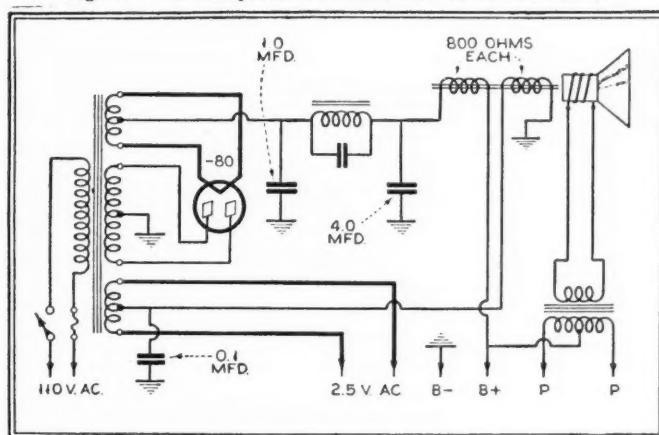 1.0
MFD.
800 OHMS
EACH
-80
4.0
MFD.
0.1
MFD.
110 V. AC.
2.5 V. AC
B-
B+
P
P